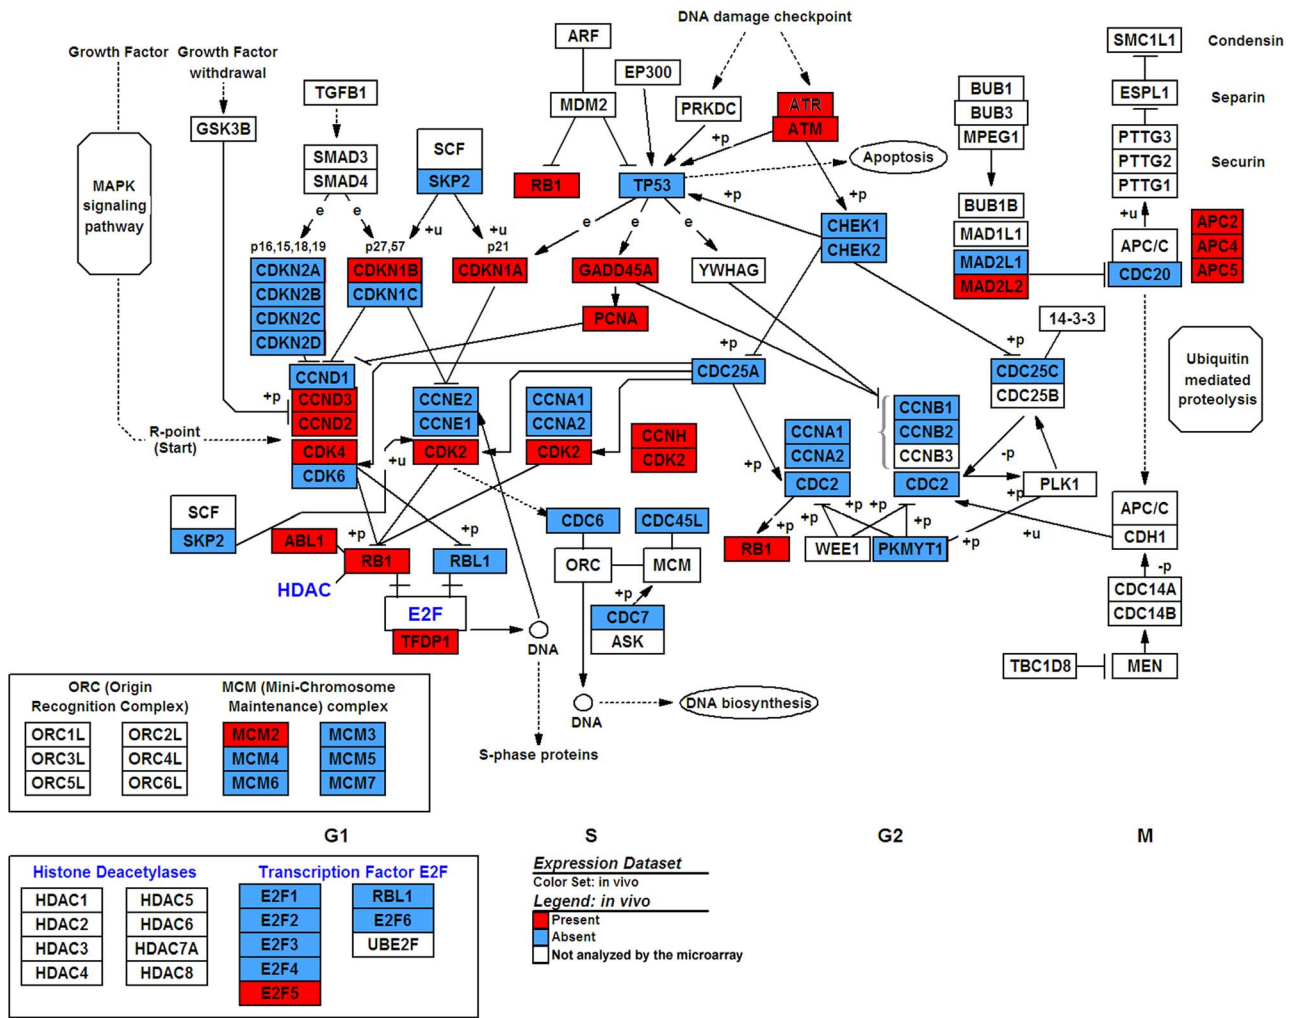 DNA damage checkpoint
Growth Factor
Growth Factor
withdrawal
ARF
SMC1L1
Condensin
EP300
TGFB1
MDM2
PRKDC
ATR
ATM
BUB1
BUB3
MPEG1
ESPL1
Separin
GSK3B
+p
MAPK
signaling
pathway
SMAD3
SMAD4
SCF
SKP2
RB1
TP53
Apoptosis
PTTG3
PTTG2
PTTG1
Securin
+p
+p
BUB1B
MAD1L1
MAD2L1
MAD2L2
e
e
+u
+u
e
e
e
CHEK1
CHEK2
+u
APC/C
CDC20
APC2
APC4
APC5
p16,15,18,19
p27,57
p21
CDKN2A
CDKN2B
CDKN2C
CDKN2D
CDKN1B
CDKN1C
CDKN1A
GADD45A
YWHAG
PCNA
14-3-3
+p
+p
CCND1
CCND3
CCND2
+p
CCNE2
CCNE1
CCNA1
CCNA2
CDC25A
CDC25C
CDC25B
Ubiquitin
mediated
proteolysis
R-point
(Start)
CDK4
CDK6
CDK2
CDK2
CCNH
CDK2
CCNA1
CCNA2
CDC2
CCNB1
CCNB2
CCNB3
CDC2
+u
+p
-p
+p
PLK1
SCF
SKP2
ABL1
RB1
HDAC
+p
+p
RBL1
CDC6
CDC45L
ORC
MCM
+p
CDC7
ASK
RB1
+p
+p
+p
+p
+p
WEE1
PKMYT1
+p
+p
+u
APC/C
CDH1
-p
CDC14A
CDC14B
E2F
TFDP1
DNA
TBC1D8
MEN
DNA
DNA biosynthesis
S-phase proteins
ORC (Origin
Recognition Complex)
MCM (Mini-Chromosome
Maintenance) complex
ORC1L
ORC2L
MCM2
MCM3
ORC3L
ORC4L
MCM4
MCM5
ORC5L
ORC6L
MCM6
MCM7
G1
S
G2
M
Histone Deacetylases
Transcription Factor E2F
HDAC1
HDAC5
E2F1
RBL1
HDAC2
HDAC6
E2F2
E2F6
HDAC3
HDAC7A
E2F3
UBE2F
HDAC4
HDAC8
E2F4
E2F5
Expression Dataset
Color Set: in vivo
Legend: in vivo
Present
Absent
Not analyzed by the microarray